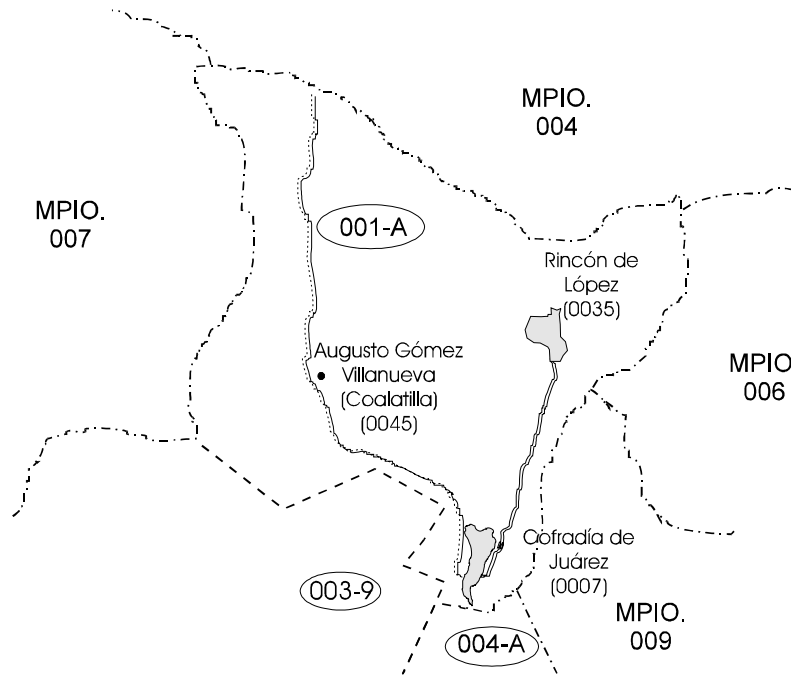 MPIO.
004
MPIO.
007
001-A
Rincón de
López
(0035)
Augusto Gómez
Villanueva
(Coalatilla)
(0045)
MPIO
006
Cofradía de
Juárez
(0007)
003-9
MPIO.
009
004-A